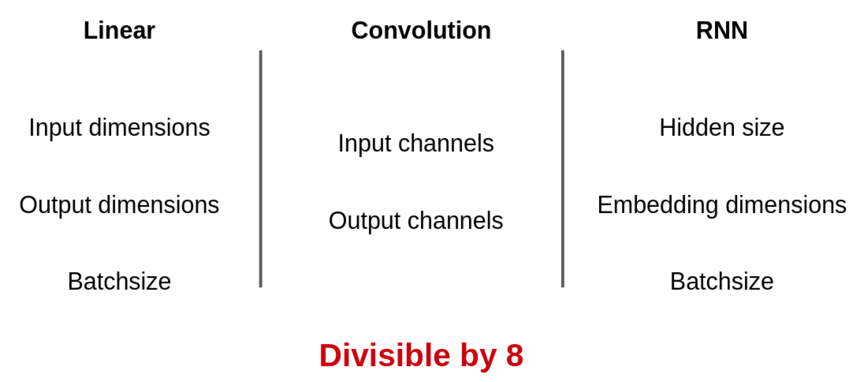 Linear
Input dimensions
Output dimensions
Batchsize
Convolution
Input channels
Output channels
RNN
Hidden size
Embedding dimensions
Batchsize
Divisible by 8